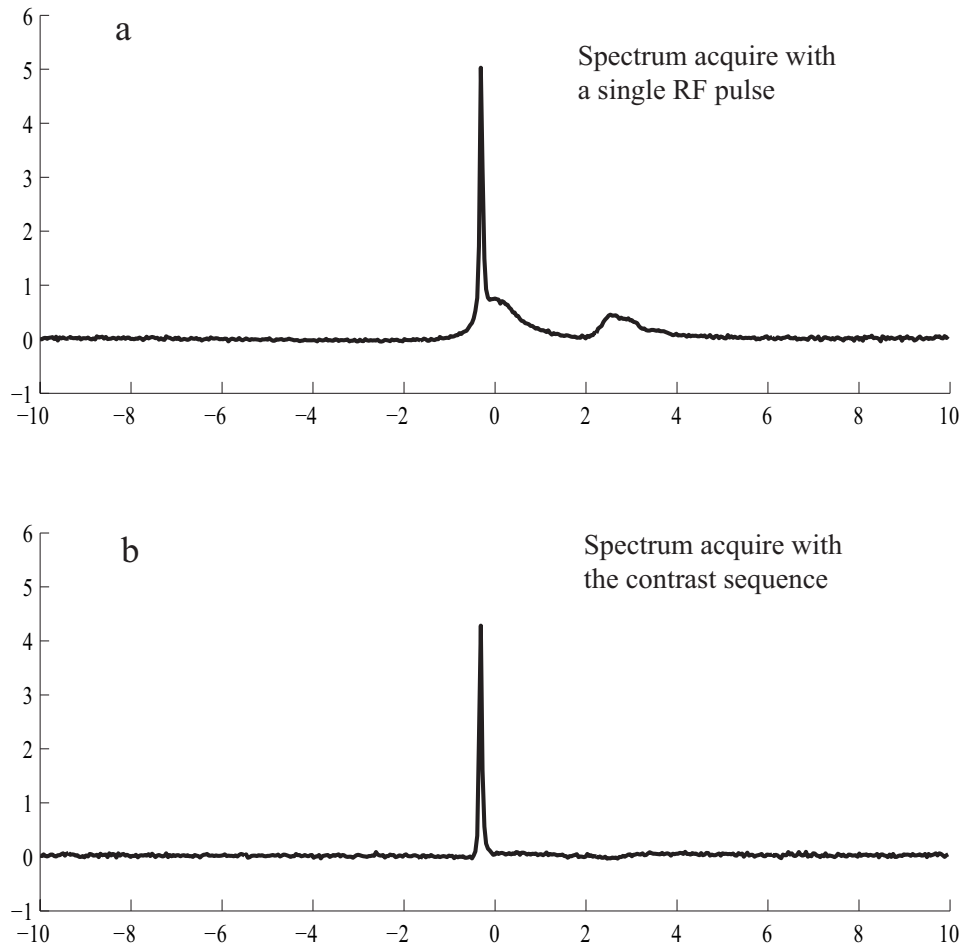 6
a
Spectrum acquire with
a single RF pulse
5
4
3
2
1
0
−1
−10 −8 −6 −4 −2 0 2 4 6 8 10
6
b
Spectrum acquire with
the contrast sequence
5
4
3
2
1
0
−1
−10 −8 −6 −4 −2 0 2 4 6 8 10